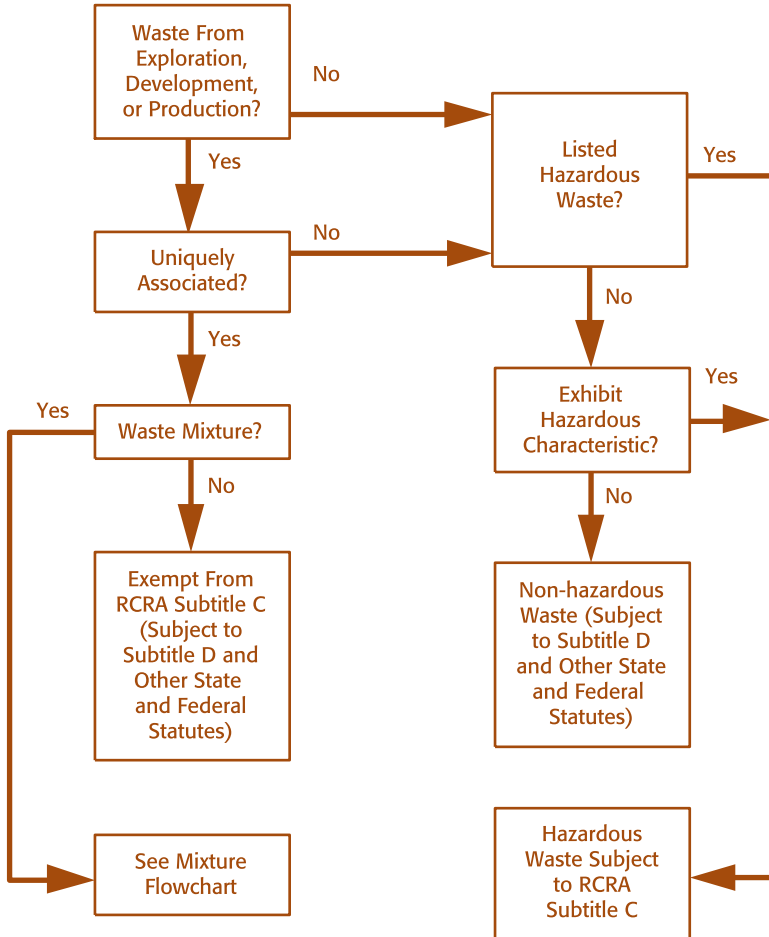 Waste From
Exploration,
Development,
or Production?
No
Yes
Listed
Hazardous
Waste?
Yes
No
Uniquely
Associated?
No
Yes
Exhibit
Hazardous
Characteristic?
Yes
No
Waste Mixture?
Yes
No
Exempt From
RCRA Subtitle C
(Subject to
Subtitle D and
Other State
and Federal
Statutes)
Non-hazardous
Waste (Subject
to Subtitle D
and Other State
and Federal
Statutes)
See Mixture
Flowchart
Hazardous
Waste Subject
to RCRA
Subtitle C